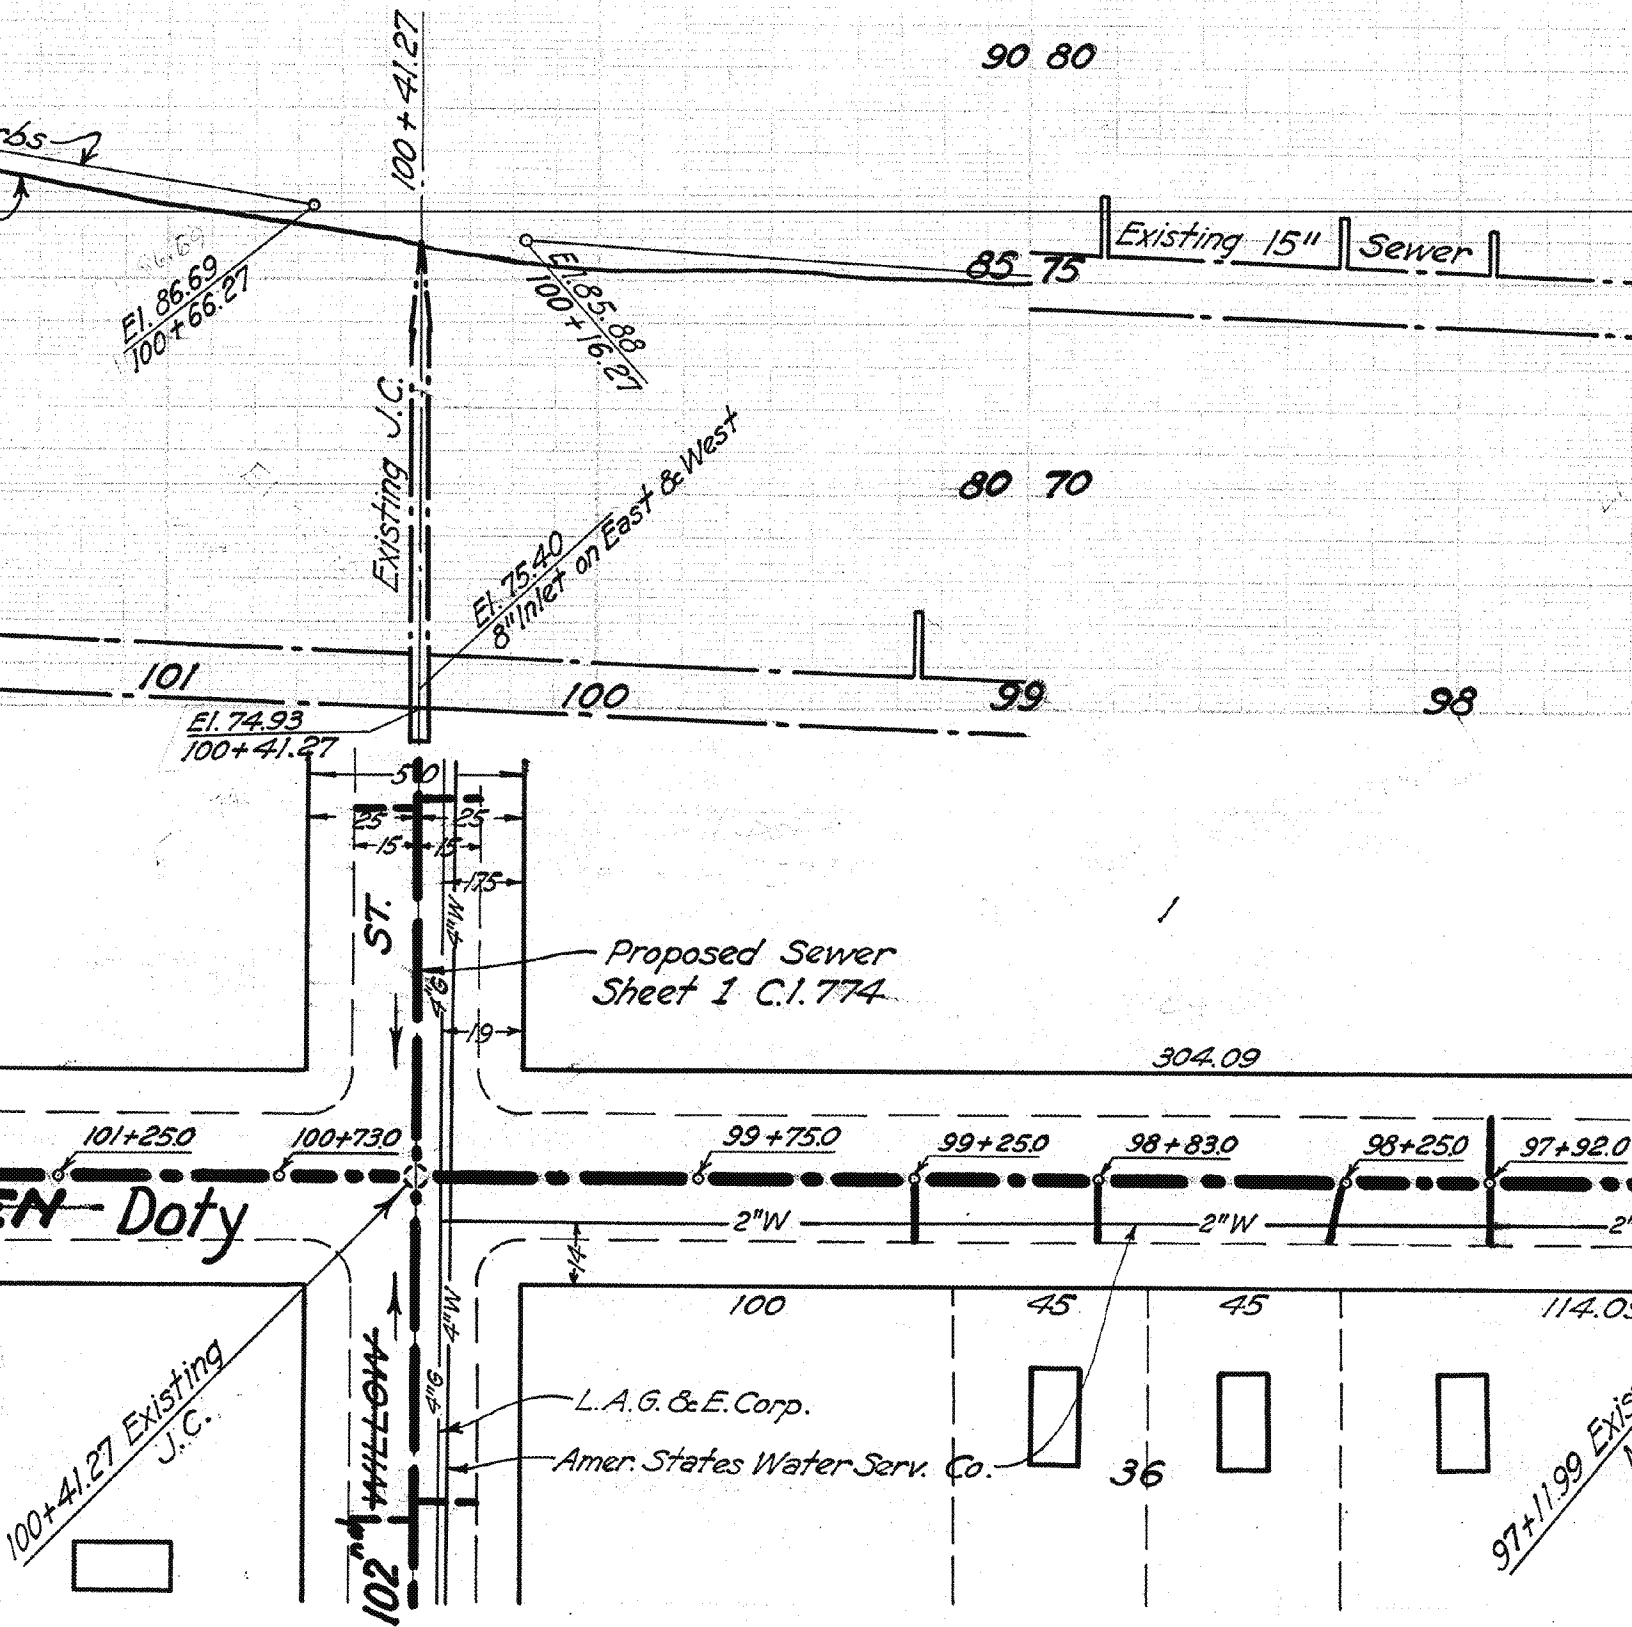 100 + 41.27
90 80
rbs
Existing 15" Sewer
85 75
El. 86.69
100+66.27
El. 85.88
100+16.27
Existing J.C.
80 70
El. 75.40
8" Inlet on East & West
101
100
99
98
El. 74.93
100+41.27
50
25 25
15 15
17.5
4"W
ST.
Proposed Sewer
Sheet 1 C.I. 774
4"G
19
304.09
101+25.0
100+73.0
99+75.0
99+25.0
98+83.0
98+25.0
97+92.0
EN Doty
2"W
2"W
2"
14
100
45
45
114.09
4"W
WILLOW
4"G
100+41.27 Existing
J.C.
L.A.G. & E. Corp.
Amer. States Water Serv. Co.
36
102nd
97+11.99 Exis